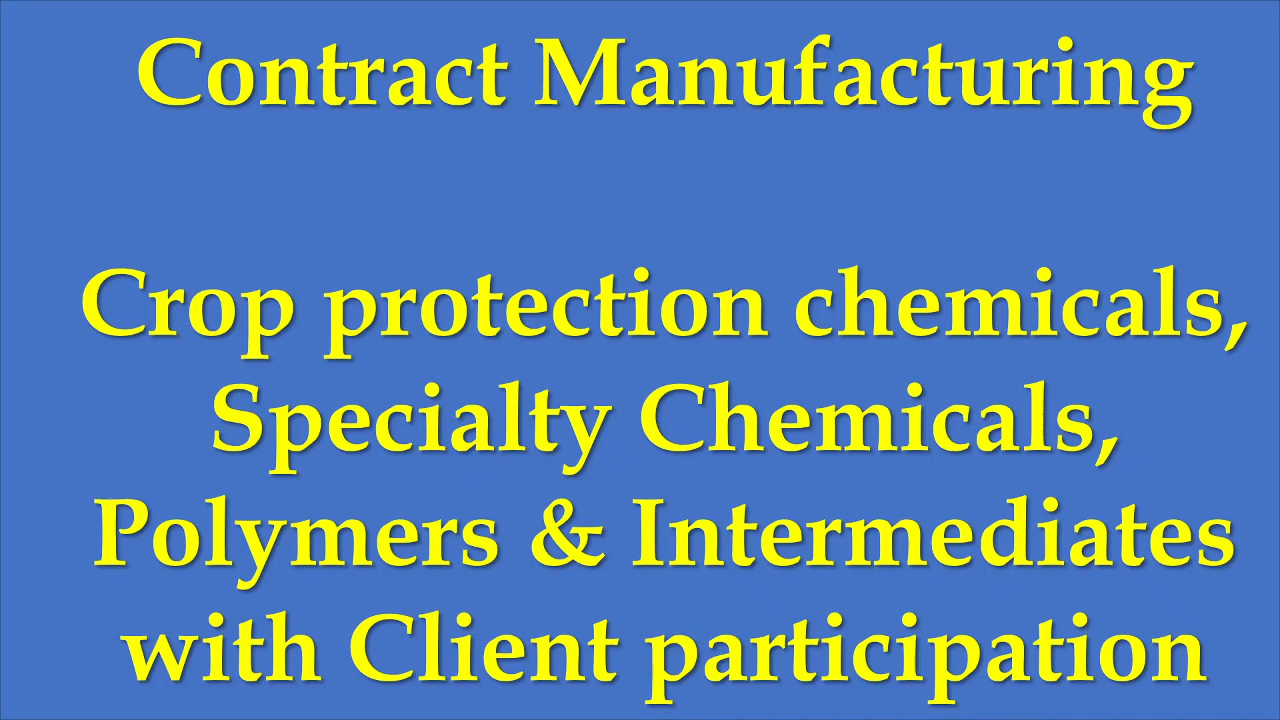 Contract Manufacturing
Crop protection chemicals,
Specialty Chemicals,
Polymers & Intermediates
with Client participation